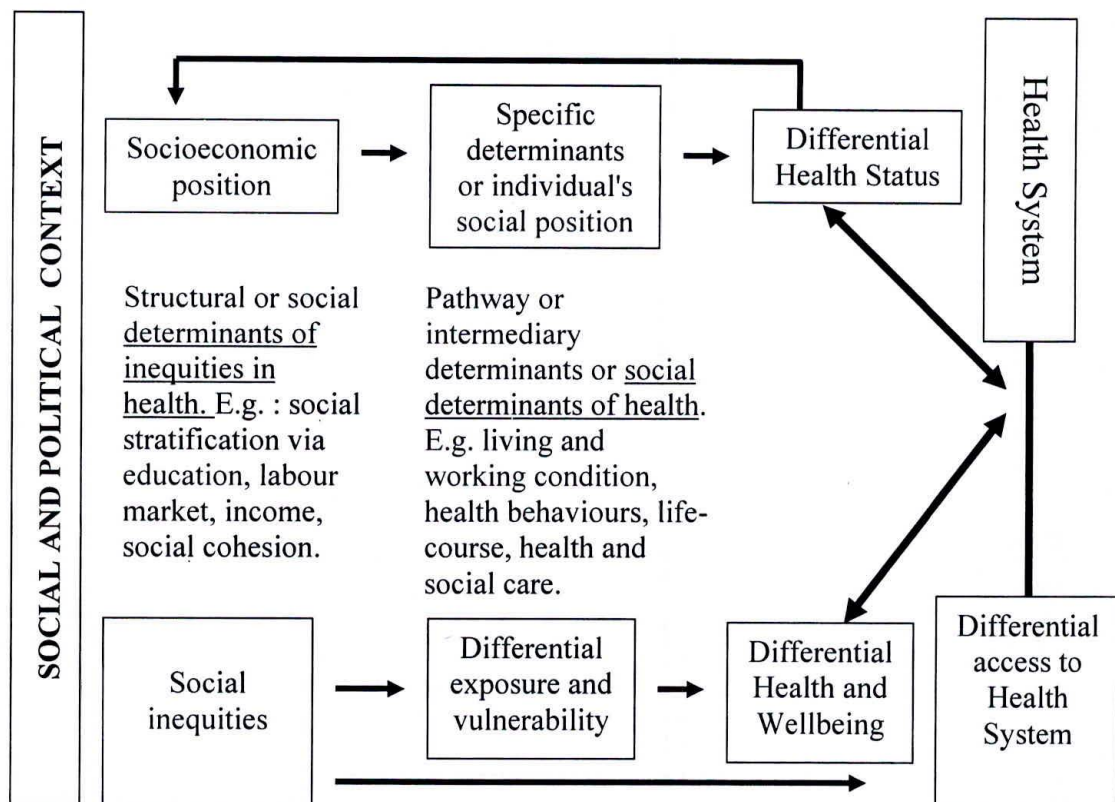 SOCIAL AND POLITICAL CONTEXT
Socioeconomic
position
Specific
determinants
or individual's
social position
Differential
Health Status
Health System
Structural or social
determinants of
inequities in
health. E.g. : social
stratification via
education, labour
market, income,
social cohesion.
Pathway or
intermediary
determinants or social
determinants of health.
E.g. living and
working condition,
health behaviours, life-
course, health and
social care.
Social
inequities
Differential
exposure and
vulnerability
Differential
Health and
Wellbeing
Differential
access to
Health
System